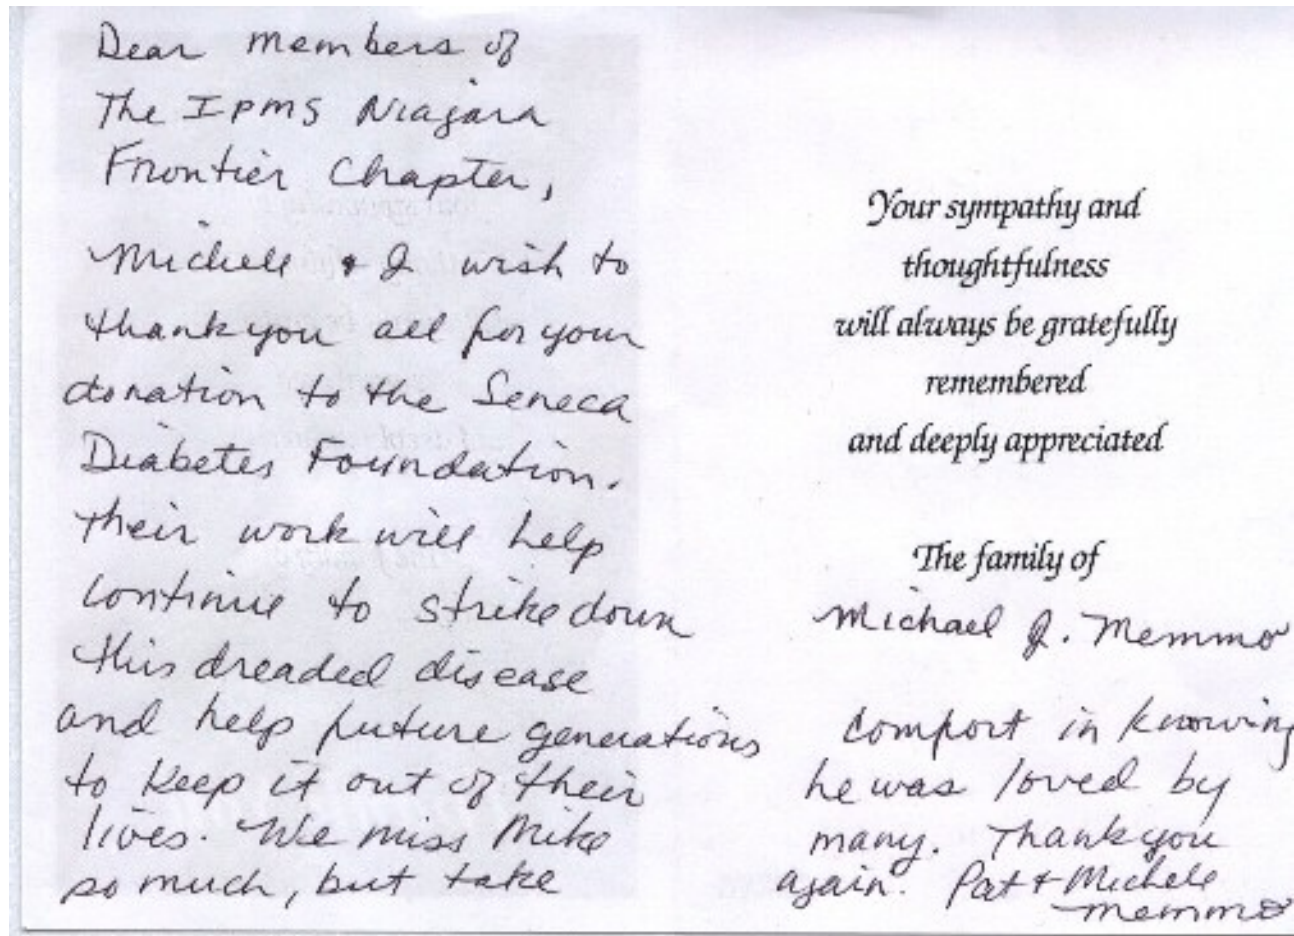 Dear members of
The IPMS Niagara
Frontier Chapter,
Michele & I wish to
thank you all for your
donation to the Seneca
Diabetes Foundation.
Their work will help
continue to strike down
this dreaded disease
and help future generations
to keep it out of their
lives. We miss Mike
so much, but take
Your sympathy and
thoughtfulness
will always be gratefully
remembered
and deeply appreciated
The family of
Michael J. Memmo
comfort in knowing
he was loved by
many. Thank you
again. Pat & Michele
Memmo